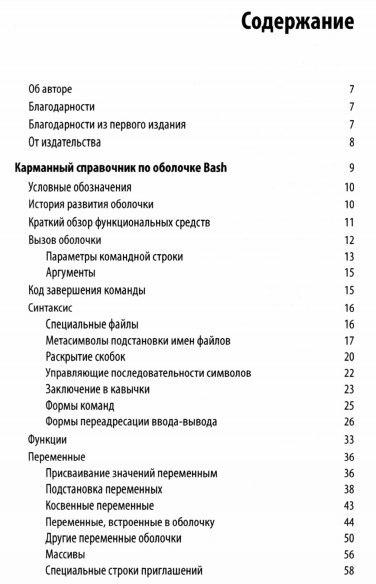 Содержание
Об авторе 7
Благодарности 7
Благодарности из первого издания 7
От издательства 8
Карманный справочник по оболочке Bash 9
Условные обозначения 10
История развития оболочки 10
Краткий обзор функциональных средств 11
Вызов оболочки 12
Параметры командной строки 13
Аргументы 15
Код завершения команды 15
Синтаксис 16
Специальные файлы 16
Метасимволы подстановки имен файлов 17
Раскрытие скобок 20
Управляющие последовательности символов 22
Заключение в кавычки 23
Формы команд 25
Формы переадресации ввода-вывода 26
Функции 33
Переменные 36
Присваивание значений переменным 36
Подстановка переменных 38
Косвенные переменные 43
Переменные, встроенные в оболочку 44
Другие переменные оболочки 50
Массивы 56
Специальные строки приглашений 58